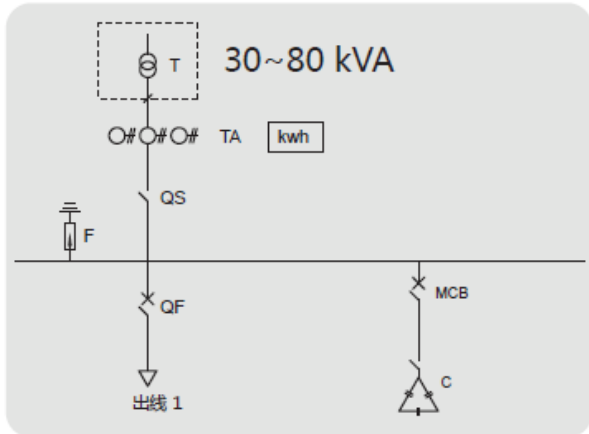 T 30~80 kVA
TA kwh
QS
F
QF MCB
C
出线 1